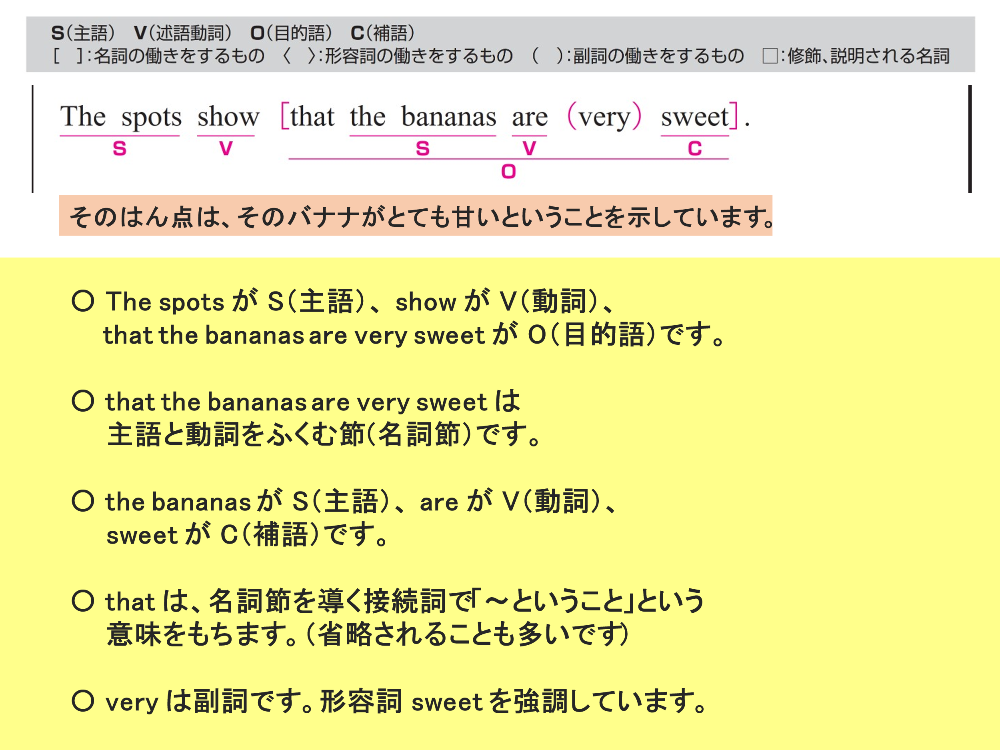 S（主語）　V（述語動詞）　O（目的語）　C（補語）
[　]：名詞の働きをするもの　〈　〉：形容詞の働きをするもの　(　)：副詞の働きをするもの　□：修飾、説明される名詞
The spots show [that the bananas are (very) sweet].
S V S V C
O
そのはん点は、そのバナナがとても甘いということを示しています。
○ The spots が S（主語）、show が V（動詞）、
that the bananas are very sweet が O（目的語）です。
○ that the bananas are very sweet は
主語と動詞をふくむ節（名詞節）です。
○ the bananas が S（主語）、are が V（動詞）、
sweet が C（補語）です。
○ that は、名詞節を導く接続詞で「～ということ」という
意味をもちます。（省略されることも多いです）
○ very は副詞です。形容詞 sweet を強調しています。